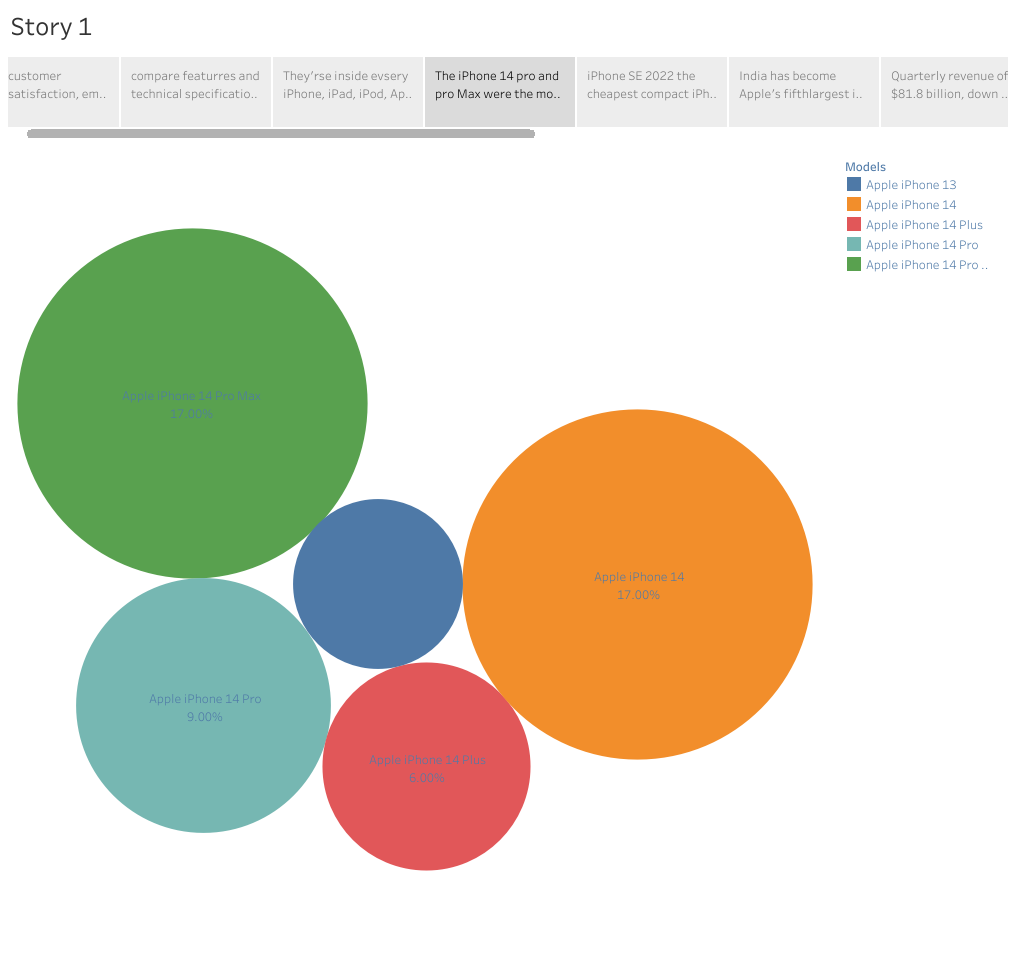 Story 1
customer
satisfaction, em..
compare featurres and
technical specificatio..
They'rse inside evsery
iPhone, iPad, iPod, Ap..
The iPhone 14 pro and
pro Max were the mo..
iPhone SE 2022 the
cheapest compact iPh..
India has become
Apple's fifthlargest i..
Quarterly revenue of
$81.8 billion, down ..
Models
Apple iPhone 13
Apple iPhone 14
Apple iPhone 14 Plus
Apple iPhone 14 Pro
Apple iPhone 14 Pro ..
Apple iPhone 14 Pro Max
17.00%
Apple iPhone 14
17.00%
Apple iPhone 14 Pro
9.00%
Apple iPhone 14 Plus
6.00%